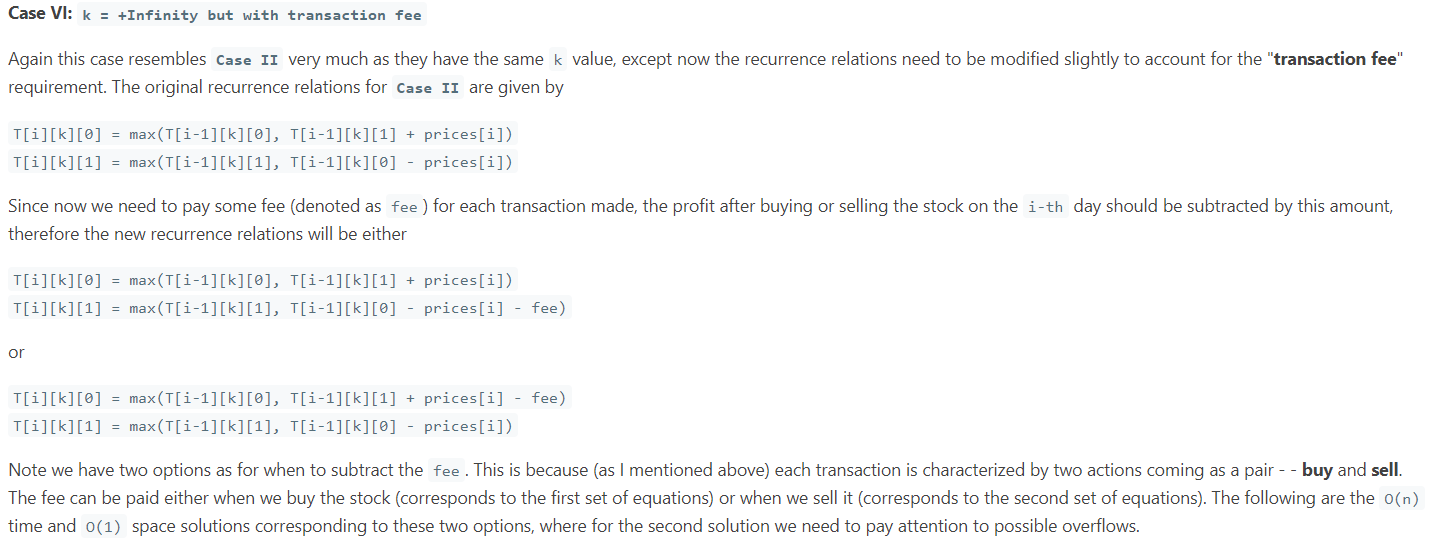 Case VI: k = +Infinity but with transaction fee
Again this case resembles Case II very much as they have the same k value, except now the recurrence relations need to be modified slightly to account for the "transaction fee"
requirement. The original recurrence relations for Case II are given by
T[i][k][0] = max(T[i-1][k][0], T[i-1][k][1] + prices[i])
T[i][k][1] = max(T[i-1][k][1], T[i-1][k][0] - prices[i])
Since now we need to pay some fee (denoted as fee ) for each transaction made, the profit after buying or selling the stock on the i-th day should be subtracted by this amount,
therefore the new recurrence relations will be either
T[i][k][0] = max(T[i-1][k][0], T[i-1][k][1] + prices[i])
T[i][k][1] = max(T[i-1][k][1], T[i-1][k][0] - prices[i] - fee)
or
T[i][k][0] = max(T[i-1][k][0], T[i-1][k][1] + prices[i] - fee)
T[i][k][1] = max(T[i-1][k][1], T[i-1][k][0] - prices[i])
Note we have two options as for when to subtract the fee . This is because (as I mentioned above) each transaction is characterized by two actions coming as a pair - - buy and sell.
The fee can be paid either when we buy the stock (corresponds to the first set of equations) or when we sell it (corresponds to the second set of equations). The following are the O(n)
time and O(1) space solutions corresponding to these two options, where for the second solution we need to pay attention to possible overflows.